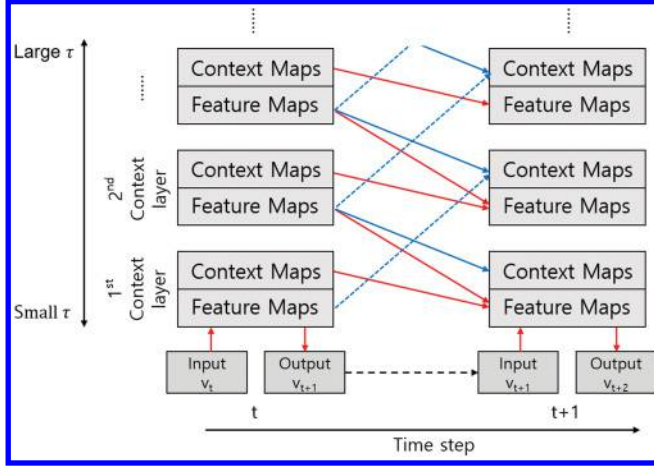 Large τ
Context Maps
Feature Maps
Context Maps
Feature Maps
2nd
Context
layer
Context Maps
Feature Maps
Context Maps
Feature Maps
1st
Context
layer
Context Maps
Feature Maps
Context Maps
Feature Maps
Small τ
Input
vt
Output
vt+1
Input
vt+1
Output
vt+2
t
t+1
Time step